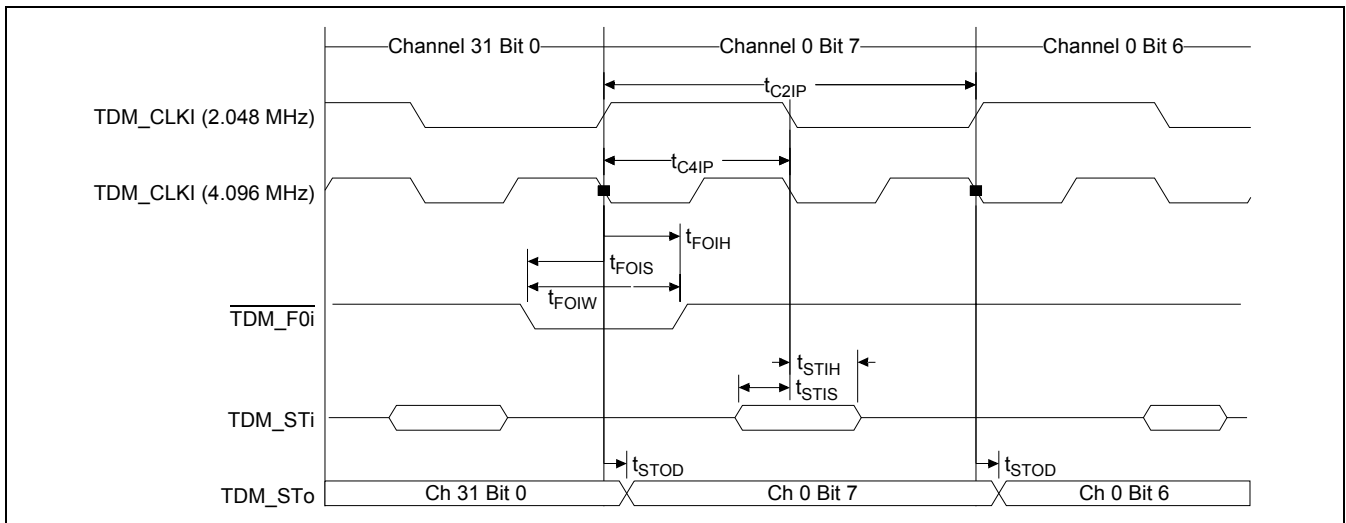 Channel 31 Bit 0 Channel 0 Bit 7 Channel 0 Bit 6
tC2IP
TDM_CLKI (2.048 MHz)
tC4IP
TDM_CLKI (4.096 MHz)
tFOIH
tFOIS
tFOIW
TDM_F0i
tSTIH
tSTIS
TDM_STi
tSTOD tSTOD
TDM_STo Ch 31 Bit 0 Ch 0 Bit 7 Ch 0 Bit 6